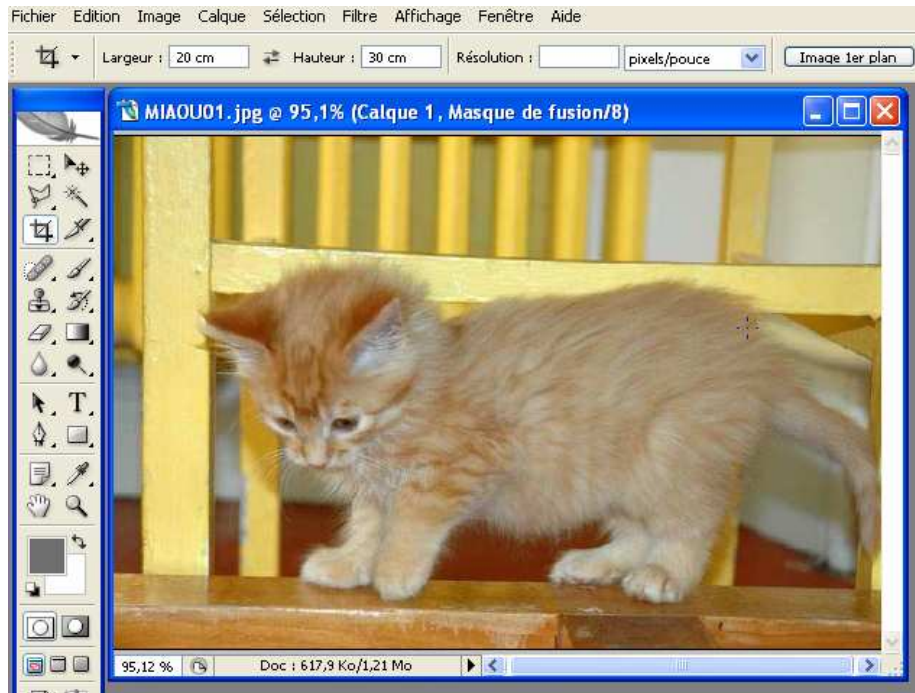 Fichier Edition Image Calque Sélection Filtre Affichage Fenêtre Aide
Largeur : 20 cm Hauteur : 30 cm Résolution : pixels/pouce Image 1er plan
MIAOU01.jpg @ 95,1% (Calque 1, Masque de fusion/8)
T
95,12 % Doc : 617,9 Ko/1,21 Mo